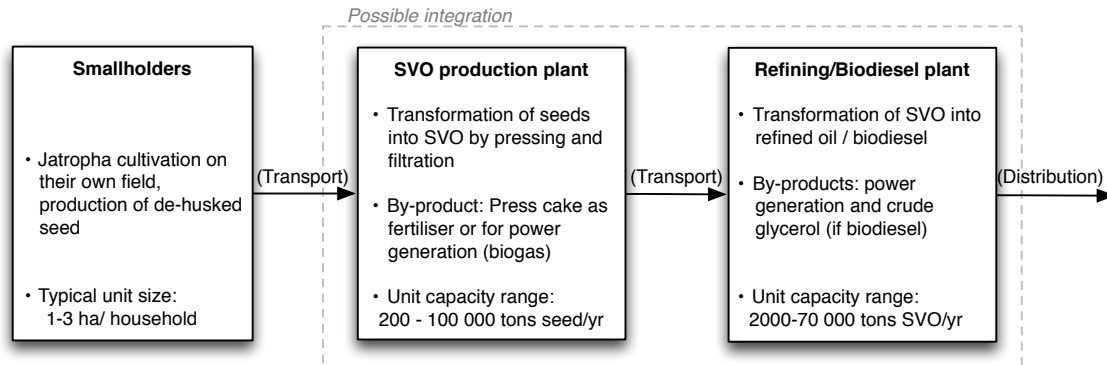 Possible integration
Smallholders
• Jatropha cultivation on
their own field,
production of de-husked
seed
• Typical unit size:
1-3 ha/ household
(Transport)
SVO production plant
• Transformation of seeds
into SVO by pressing and
filtration
• By-product: Press cake as
fertiliser or for power
generation (biogas)
• Unit capacity range:
200 - 100 000 tons seed/yr
(Transport)
Refining/Biodiesel plant
• Transformation of SVO into
refined oil / biodiesel
• By-products: power
generation and crude
glycerol (if biodiesel)
• Unit capacity range:
2000-70 000 tons SVO/yr
(Distribution)